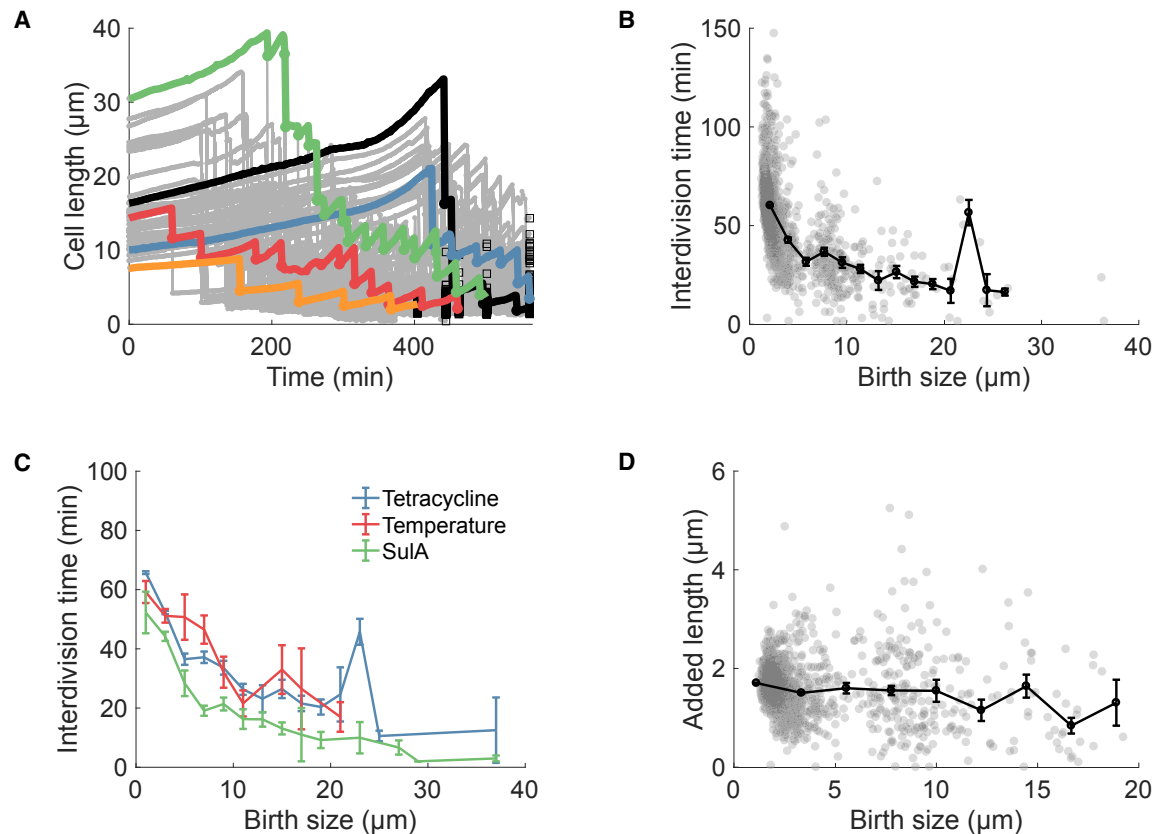 A
40
30
20
10
0
Cell length (µm)
0
200
400
Time (min)
B
150
100
50
0
Interdivision time (min)
0
10
20
30
40
Birth size (µm)
C
100
80
60
40
20
0
Interdivision time (min)
Tetracycline
Temperature
SulA
0
10
20
30
40
Birth size (µm)
D
6
4
2
0
Added length (µm)
0
5
10
15
20
Birth size (µm)